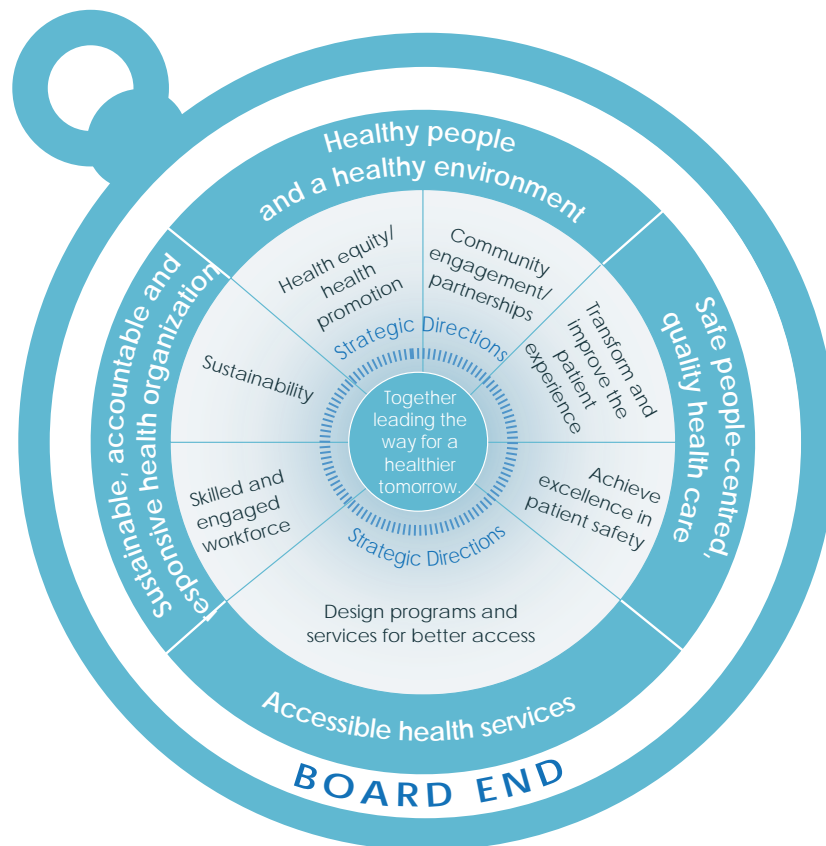 Healthy people
and a healthy environment
Safe people-centred,
quality health care
Accessible health services
Sustainable, accountable and
responsive health organization
Health equity/
health
promotion
Community
engagement/
partnerships
Transform and
improve the
patient
experience
Achieve
excellence in
patient safety
Design programs and
services for better access
Skilled and
engaged
workforce
Sustainability
Strategic Directions
Together
leading the
way for a
healthier
tomorrow.
Strategic Directions
BOARD END